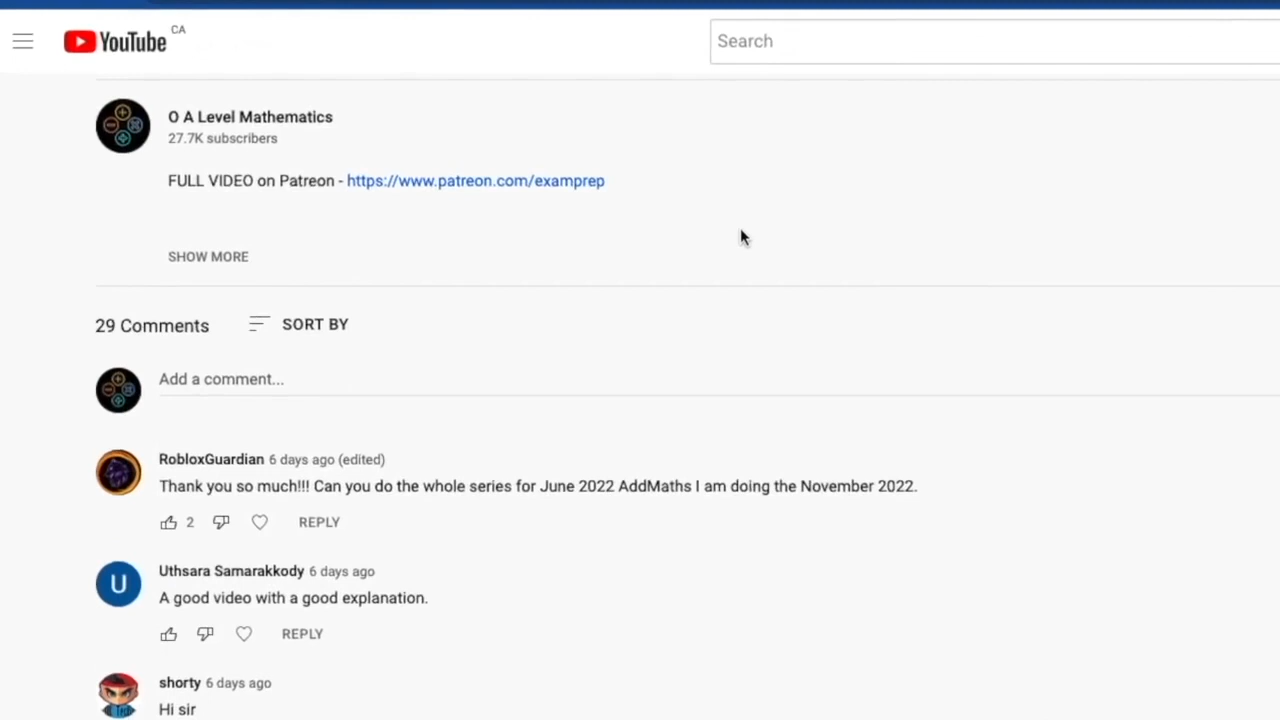 YouTube CA
Search
O A Level Mathematics
27.7K subscribers
FULL VIDEO on Patreon - https://www.patreon.com/examprep
SHOW MORE
29 Comments SORT BY
Add a comment...
RobloxGuardian 6 days ago (edited)
Thank you so much!!! Can you do the whole series for June 2022 AddMaths I am doing the November 2022.
2 REPLY
U
Uthsara Samarakkody 6 days ago
A good video with a good explanation.
REPLY
shorty 6 days ago
Hi sir